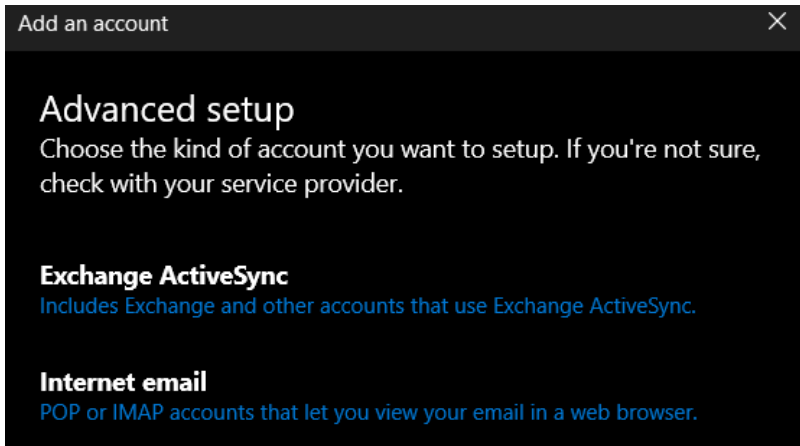 Add an account
Advanced setup
Choose the kind of account you want to setup. If you're not sure,
check with your service provider.
Exchange ActiveSync
Includes Exchange and other accounts that use Exchange ActiveSync.
Internet email
POP or IMAP accounts that let you view your email in a web browser.